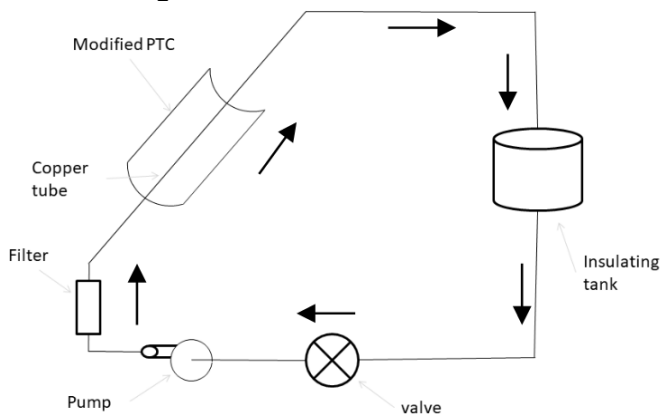 Modified PTC
Copper
tube
Filter
Insulating
tank
Pump
valve